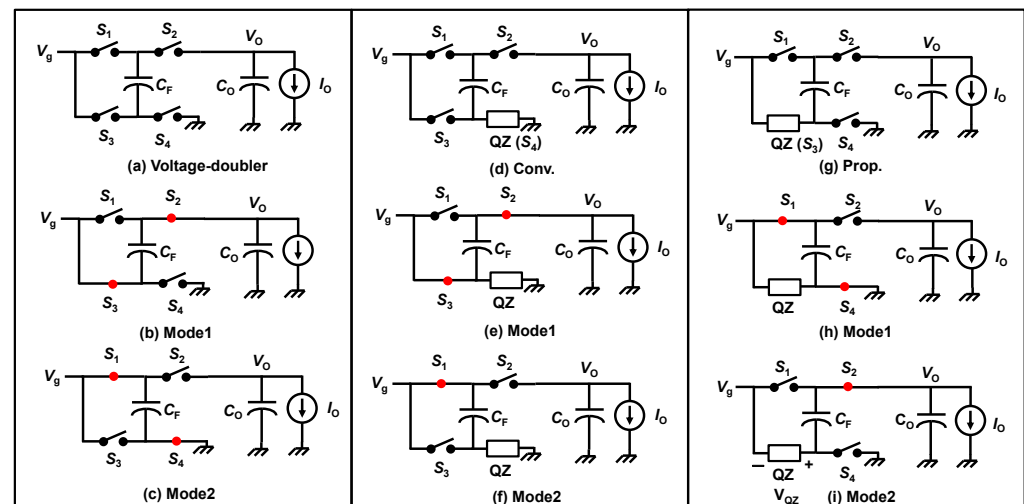 S1 S2 VO
Vg
CF CO IO
S3 S4
(a) Voltage-doubler
S1 S2 VO
Vg
CF CO IO
S3 S4
(b) Mode1
S1 S2 VO
Vg
CF CO IO
S3 S4
(c) Mode2
S1 S2 VO
Vg
CF CO IO
S3 QZ (S4)
(d) Conv.
S1 S2 VO
Vg
CF CO IO
S3 QZ
(e) Mode1
S1 S2 VO
Vg
CF CO IO
S3 QZ
(f) Mode2
S1 S2 VO
Vg
CF CO IO
QZ (S3) S4
(g) Prop.
S1 S2 VO
Vg
CF CO IO
QZ S4
(h) Mode1
S1 S2 VO
Vg
CF CO IO
– QZ + S4
VQZ (i) Mode2